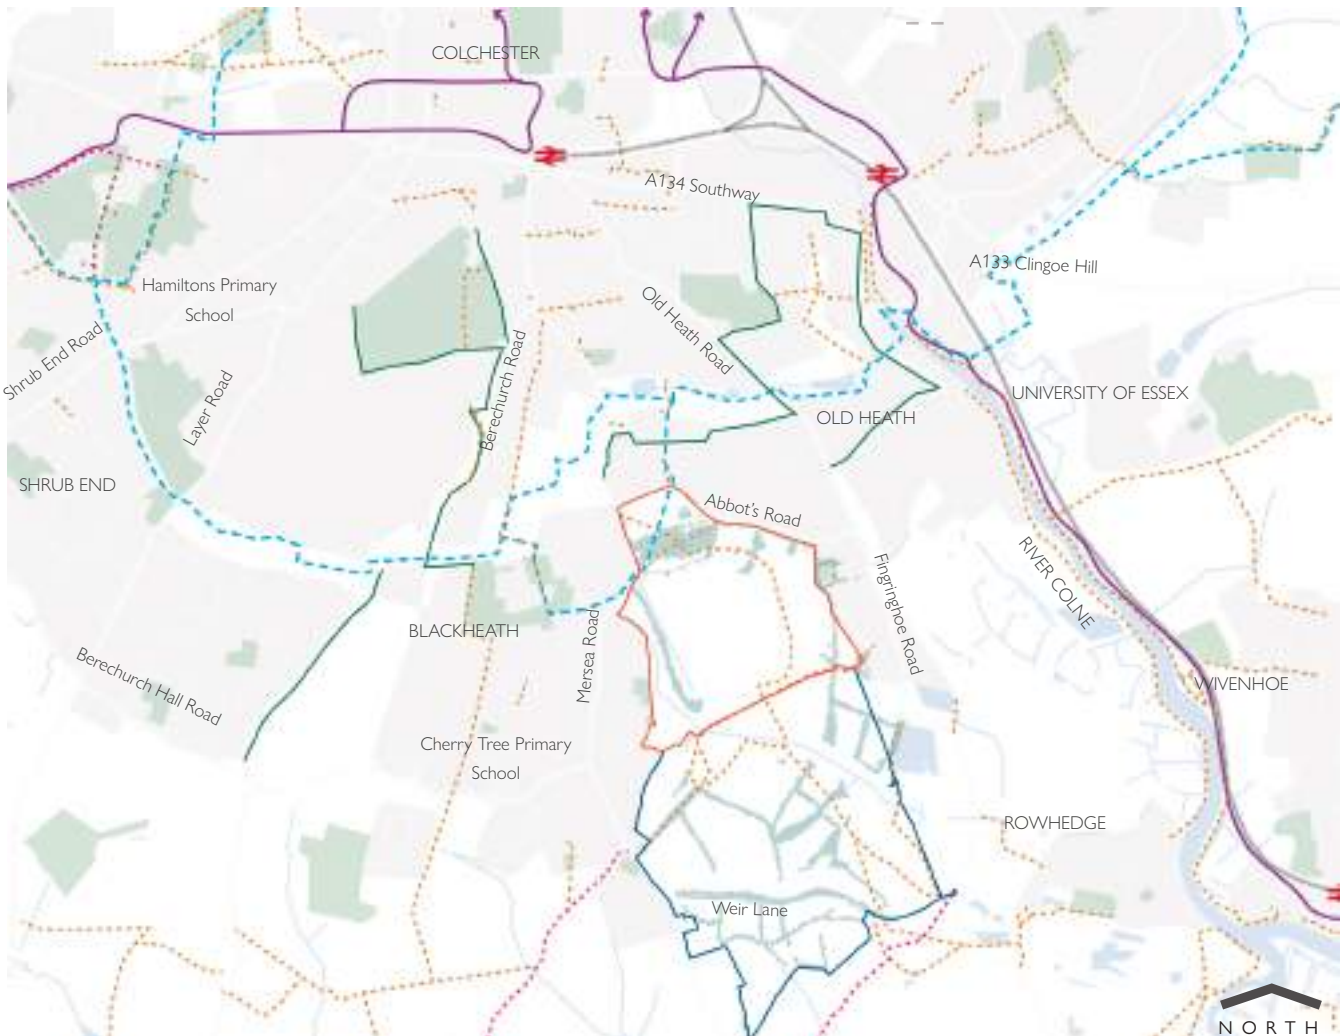 COLCHESTER
A134 Southway
A133 Clingoe Hill
Hamiltons Primary
School
Old Heath Road
Shrub End Road
Layer Road
Berechurch Road
UNIVERSITY OF ESSEX
OLD HEATH
SHRUB END
Abbot's Road
RIVER COLNE
Fingringhoe Road
BLACKHEATH
Mersea Road
Berechurch Hall Road
WIVENHOE
Cherry Tree Primary
School
ROWHEDGE
Weir Lane
NORTH